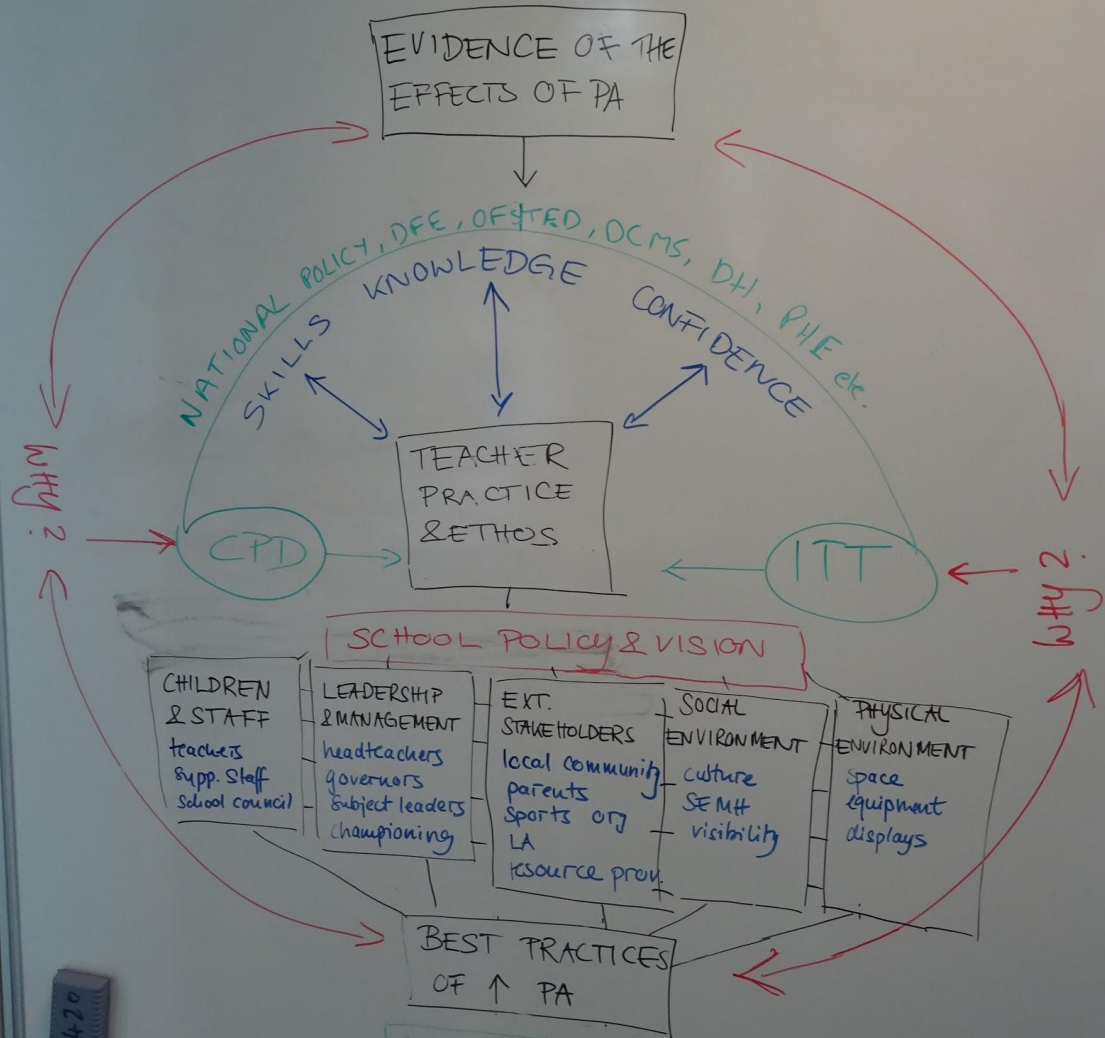 EVIDENCE OF THE
EFFECTS OF PA
NATIONAL POLICY, DFE, OFSTED, DCMS, DH, PHE etc.
SKILLS
KNOWLEDGE
CONFIDENCE
TEACHER
PRACTICE
& ETHOS
WHY?
CPD
ITT
WHY?
SCHOOL POLICY & VISION
CHILDREN
& STAFF
teachers
supp. staff
school council
LEADERSHIP
& MANAGEMENT
headteachers
governors
subject leaders
championing
EXT.
STAKEHOLDERS
local community
parents
sports org
LA
resource prov.
SOCIAL
ENVIRONMENT
culture
SEMH
visibility
PHYSICAL
ENVIRONMENT
space
equipment
displays
BEST PRACTICES
OF ↑ PA
420